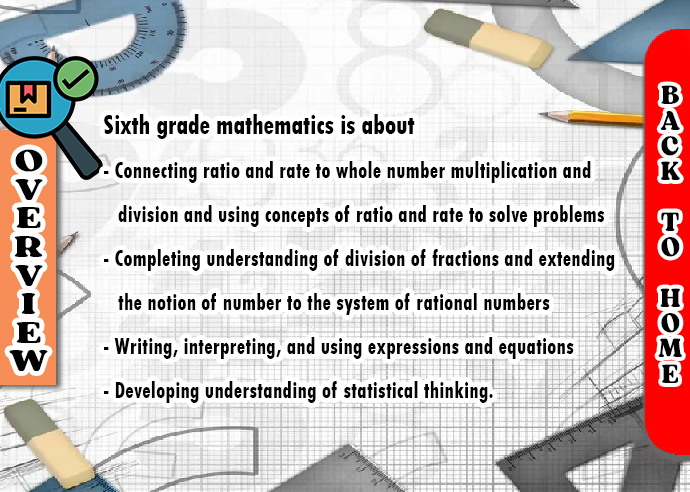 Sixth grade mathematics is about
- Connecting ratio and rate to whole number multiplication and
division and using concepts of ratio and rate to solve problems
- Completing understanding of division of fractions and extending
the notion of number to the system of rational numbers
- Writing, interpreting, and using expressions and equations
- Developing understanding of statistical thinking.
OVERVIEW
BACK TO HOME